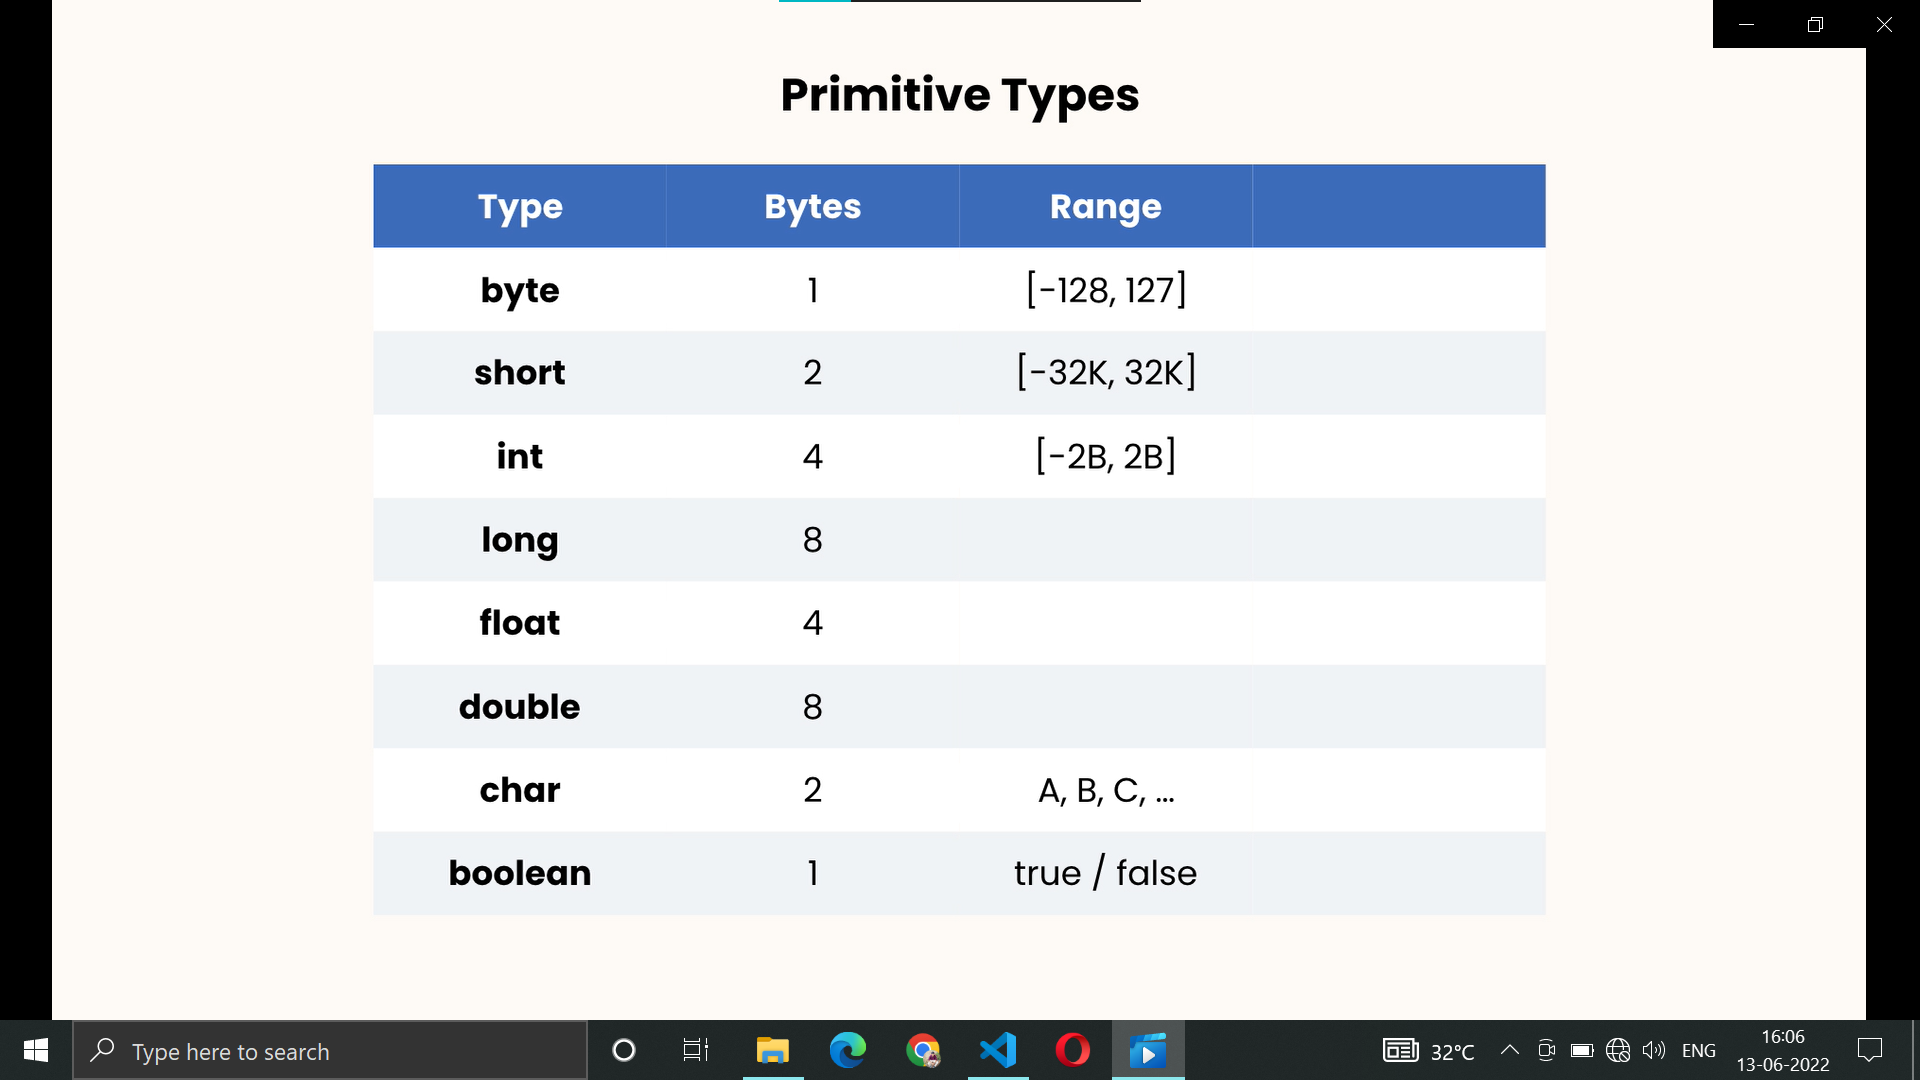 Primitive Types
Type Bytes Range
byte 1 [-128, 127]
short 2 [-32K, 32K]
int 4 [-2B, 2B]
long 8
float 4
double 8
char 2 A, B, C, ...
boolean 1 true / false
Type here to search
32°C
ENG
16:06
13-06-2022